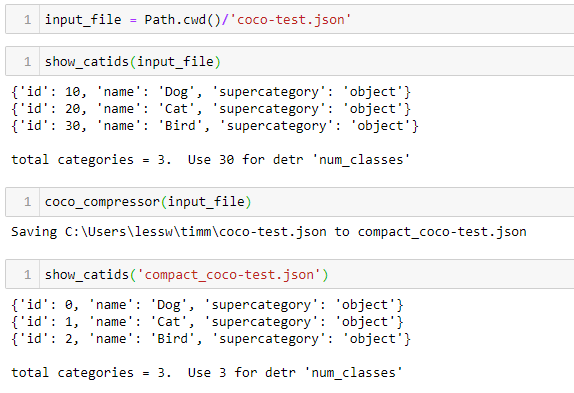 1 input_file = Path.cwd()/'coco-test.json'
1 show_catids(input_file)
{'id': 10, 'name': 'Dog', 'supercategory': 'object'}
{'id': 20, 'name': 'Cat', 'supercategory': 'object'}
{'id': 30, 'name': 'Bird', 'supercategory': 'object'}
total categories = 3.  Use 30 for detr 'num_classes'
1 coco_compressor(input_file)
Saving C:\Users\lessw\timm\coco-test.json to compact_coco-test.json
1 show_catids('compact_coco-test.json')
{'id': 0, 'name': 'Dog', 'supercategory': 'object'}
{'id': 1, 'name': 'Cat', 'supercategory': 'object'}
{'id': 2, 'name': 'Bird', 'supercategory': 'object'}
total categories = 3.  Use 3 for detr 'num_classes'